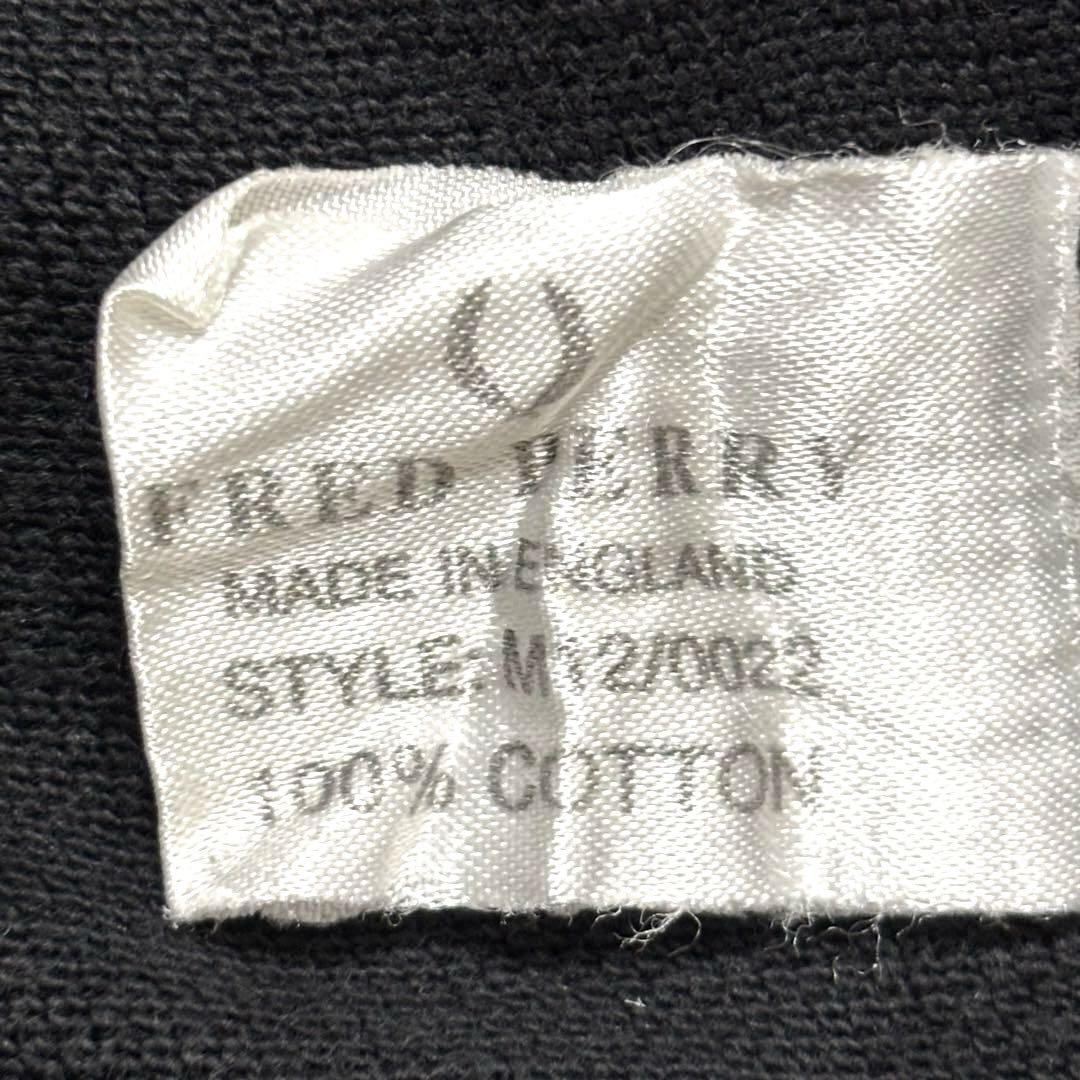 FRED PERRY
MADE IN ENGLAND
STYLE: M12/0022
100% COTTON